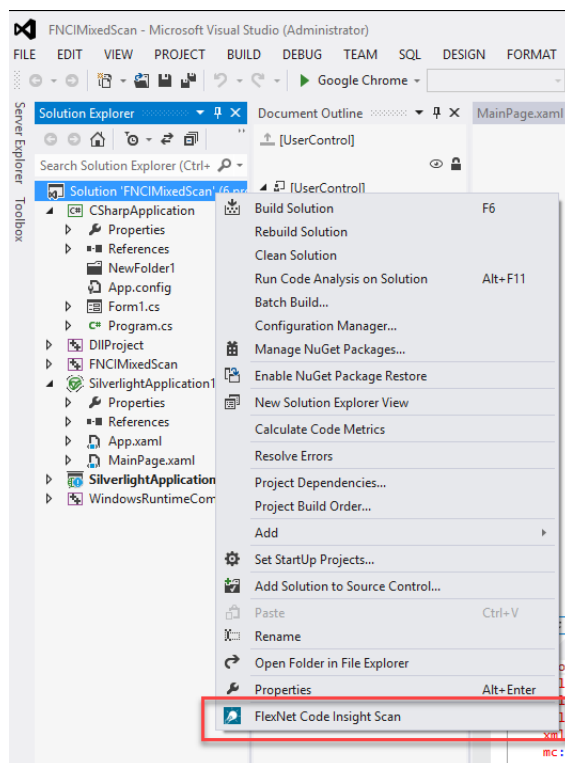 FNCIMixedScan - Microsoft Visual Studio (Administrator)
FILE EDIT VIEW PROJECT BUILD DEBUG TEAM SQL DESIGN FORMAT
Google Chrome
Server Explorer
Toolbox
Solution Explorer
Document Outline
MainPage.xaml
[UserControl]
Search Solution Explorer (Ctrl+
[UserControl]
Solution 'FNCIMixedScan' (6 pro
CSharpApplication
Properties
References
NewFolder1
App.config
Form1.cs
C# Program.cs
DllProject
FNCIMixedScan
SilverlightApplication1
Properties
References
App.xaml
MainPage.xaml
SilverlightApplication
WindowsRuntimeCom
Build Solution F6
Rebuild Solution
Clean Solution
Run Code Analysis on Solution Alt+F11
Batch Build...
Configuration Manager...
Manage NuGet Packages...
Enable NuGet Package Restore
New Solution Explorer View
Calculate Code Metrics
Resolve Errors
Project Dependencies...
Project Build Order...
Add
Set StartUp Projects...
Add Solution to Source Control...
Paste Ctrl+V
Rename
Open Folder in File Explorer
Properties Alt+Enter
FlexNet Code Insight Scan
xml
mc: